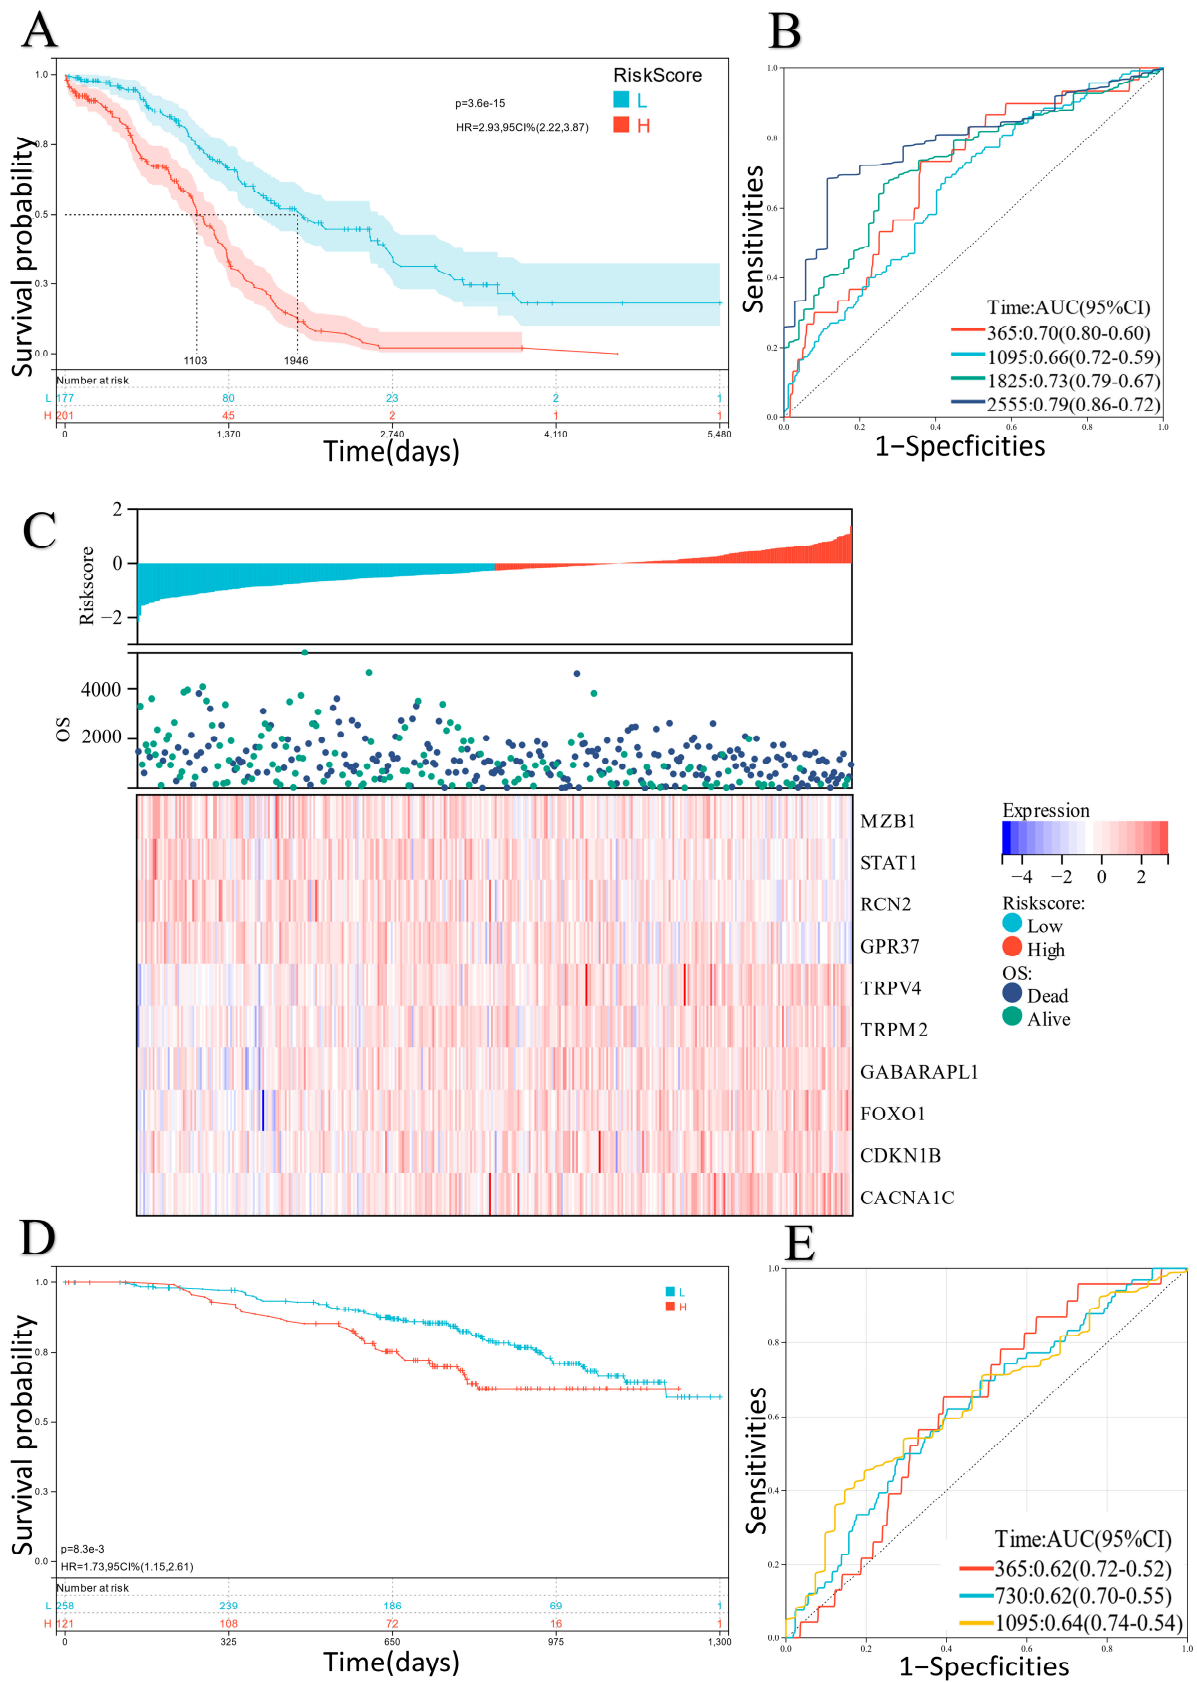 A
RiskScore
L
H
p=3.6e-15
HR=2.93,95CI%(2.22,3.87)
Survival probability
1.0
0.8
0.5
0.3
0.0
1103
1946
Number at risk
L 177 80 23 2 1
H 201 45 2 1 1
0 1,370 2,740 4,110 5,480
Time(days)
B
Sensitivities
1.0
0.8
0.6
0.4
0.2
0.0
Time:AUC(95%CI)
365:0.70(0.80-0.60)
1095:0.66(0.72-0.59)
1825:0.73(0.79-0.67)
2555:0.79(0.86-0.72)
0.0 0.2 0.4 0.6 0.8 1.0
1−Specficities
C
Riskscore
2
0
−2
OS
4000
2000
MZB1
STAT1
RCN2
GPR37
TRPV4
TRPM2
GABARAPL1
FOXO1
CDKN1B
CACNA1C
Expression
−4 −2 0 2
Riskscore:
Low
High
OS:
Dead
Alive
D
Survival probability
1.0
0.8
0.5
0.3
0.0
L
H
p=8.3e-3
HR=1.73,95CI%(1.15,2.61)
Number at risk
L 258 239 186 69 1
H 121 108 72 16 1
0 325 650 975 1,300
Time(days)
E
Sensitivities
1.0
0.8
0.6
0.4
0.2
0.0
Time:AUC(95%CI)
365:0.62(0.72-0.52)
730:0.62(0.70-0.55)
1095:0.64(0.74-0.54)
0.0 0.2 0.4 0.6 0.8 1.0
1−Specficities